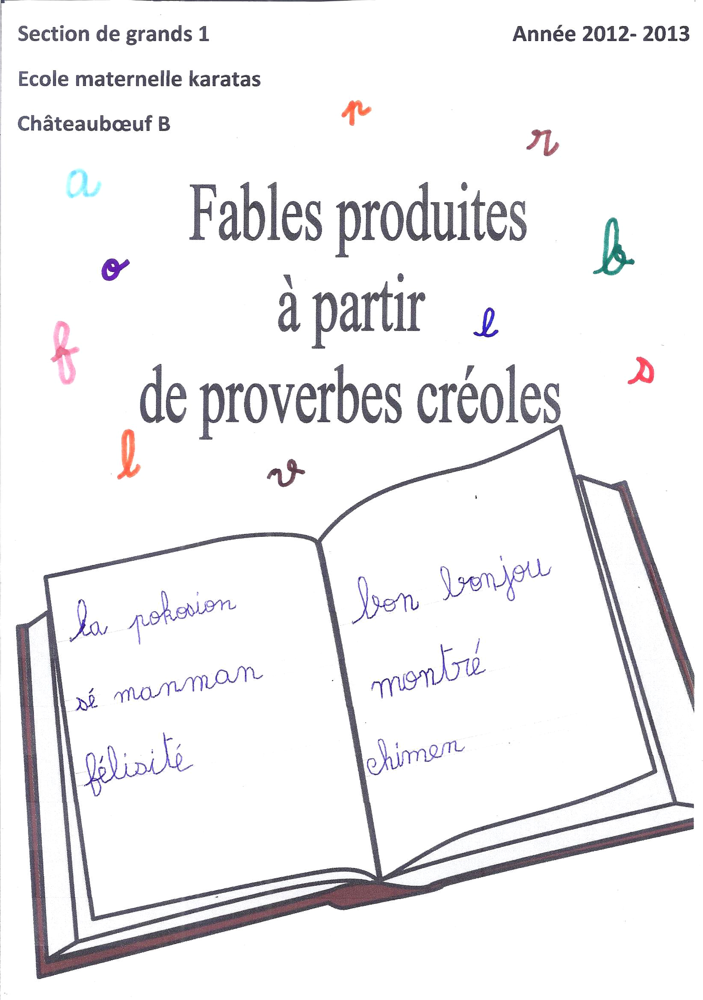 Section de grands 1
Année 2012- 2013
Ecole maternelle karatas
Châteaubœuf B
p
r
a
Fables produites
b
o
à partir
e
f
s
de proverbes créoles
l
v
la pokosion
sé manman
félisité
bon bonjou
montré
chimen